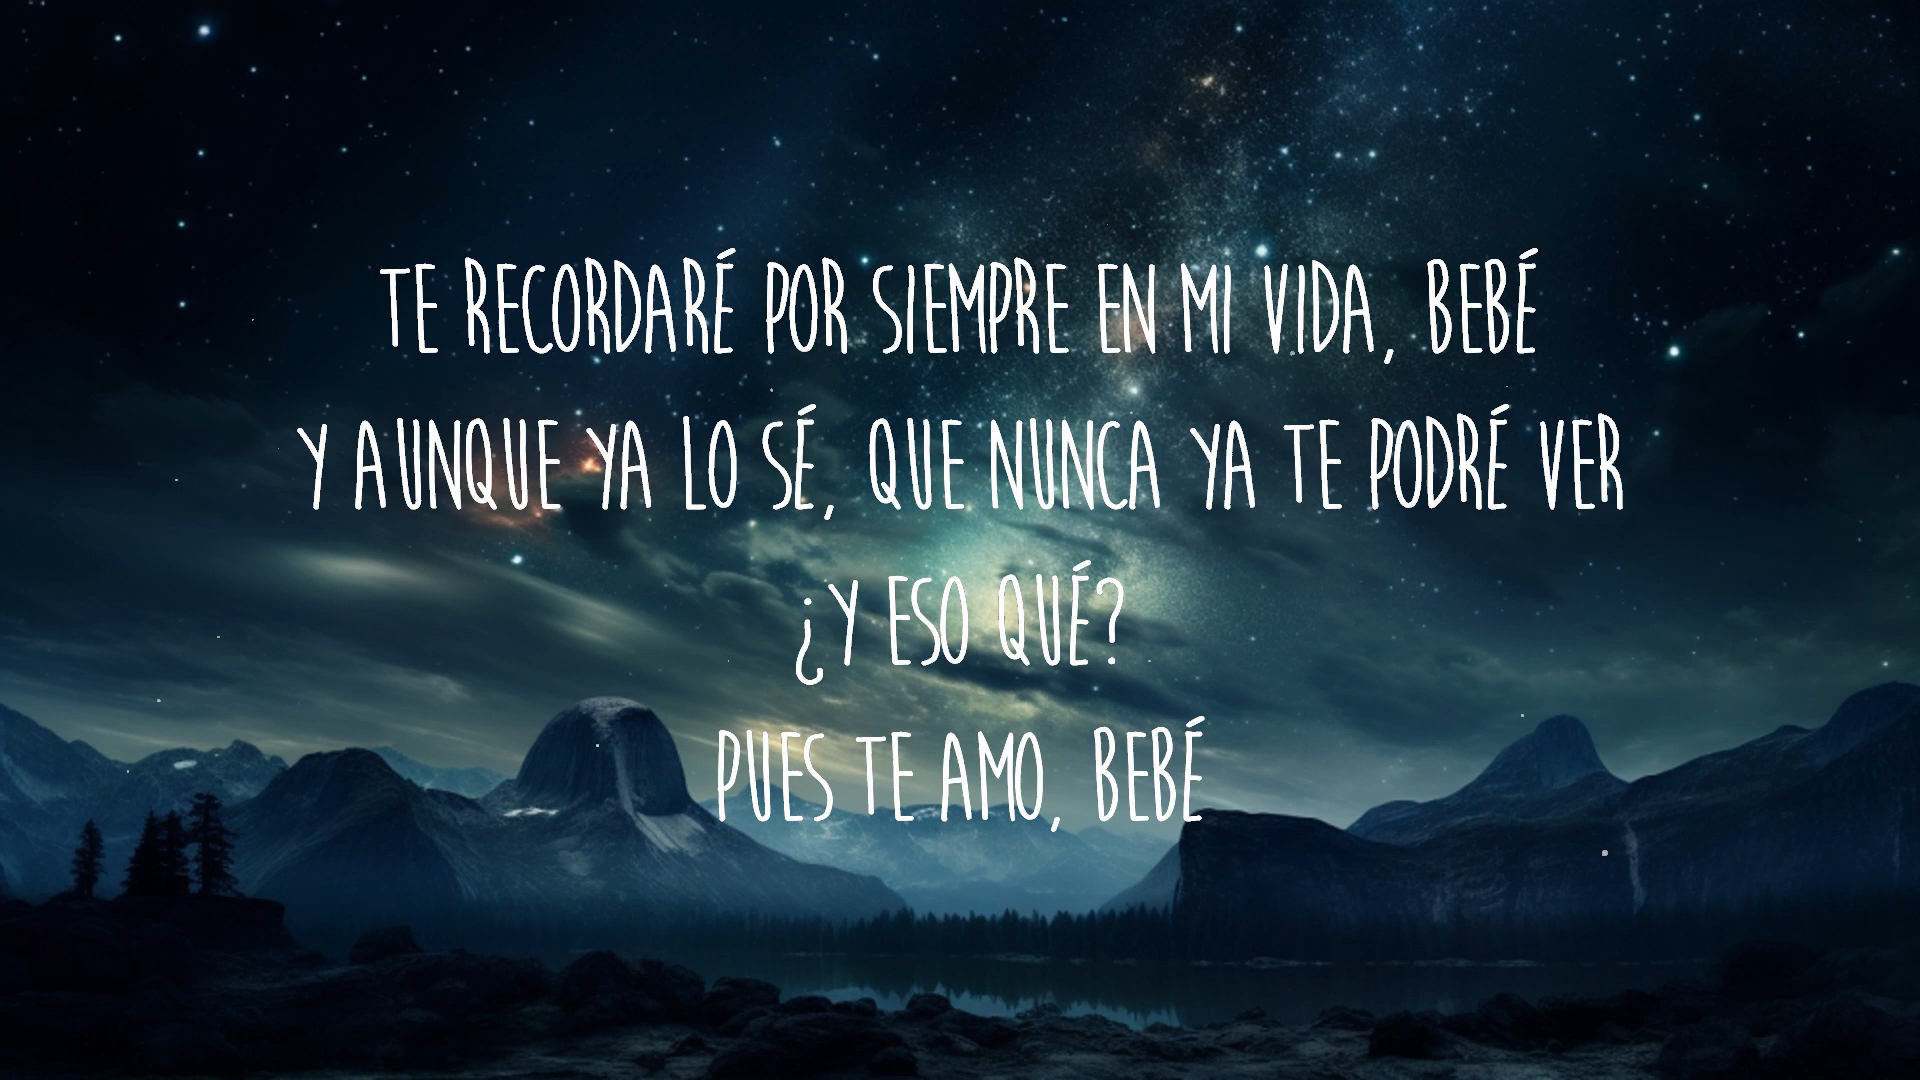 TE RECORDARÉ POR SIEMPRE EN MI VIDA, BEBÉ
Y AUNQUE YA LO SÉ, QUE NUNCA YA TE PODRÉ VER
¿Y ESO QUÉ?
PUES TE AMO, BEBÉ